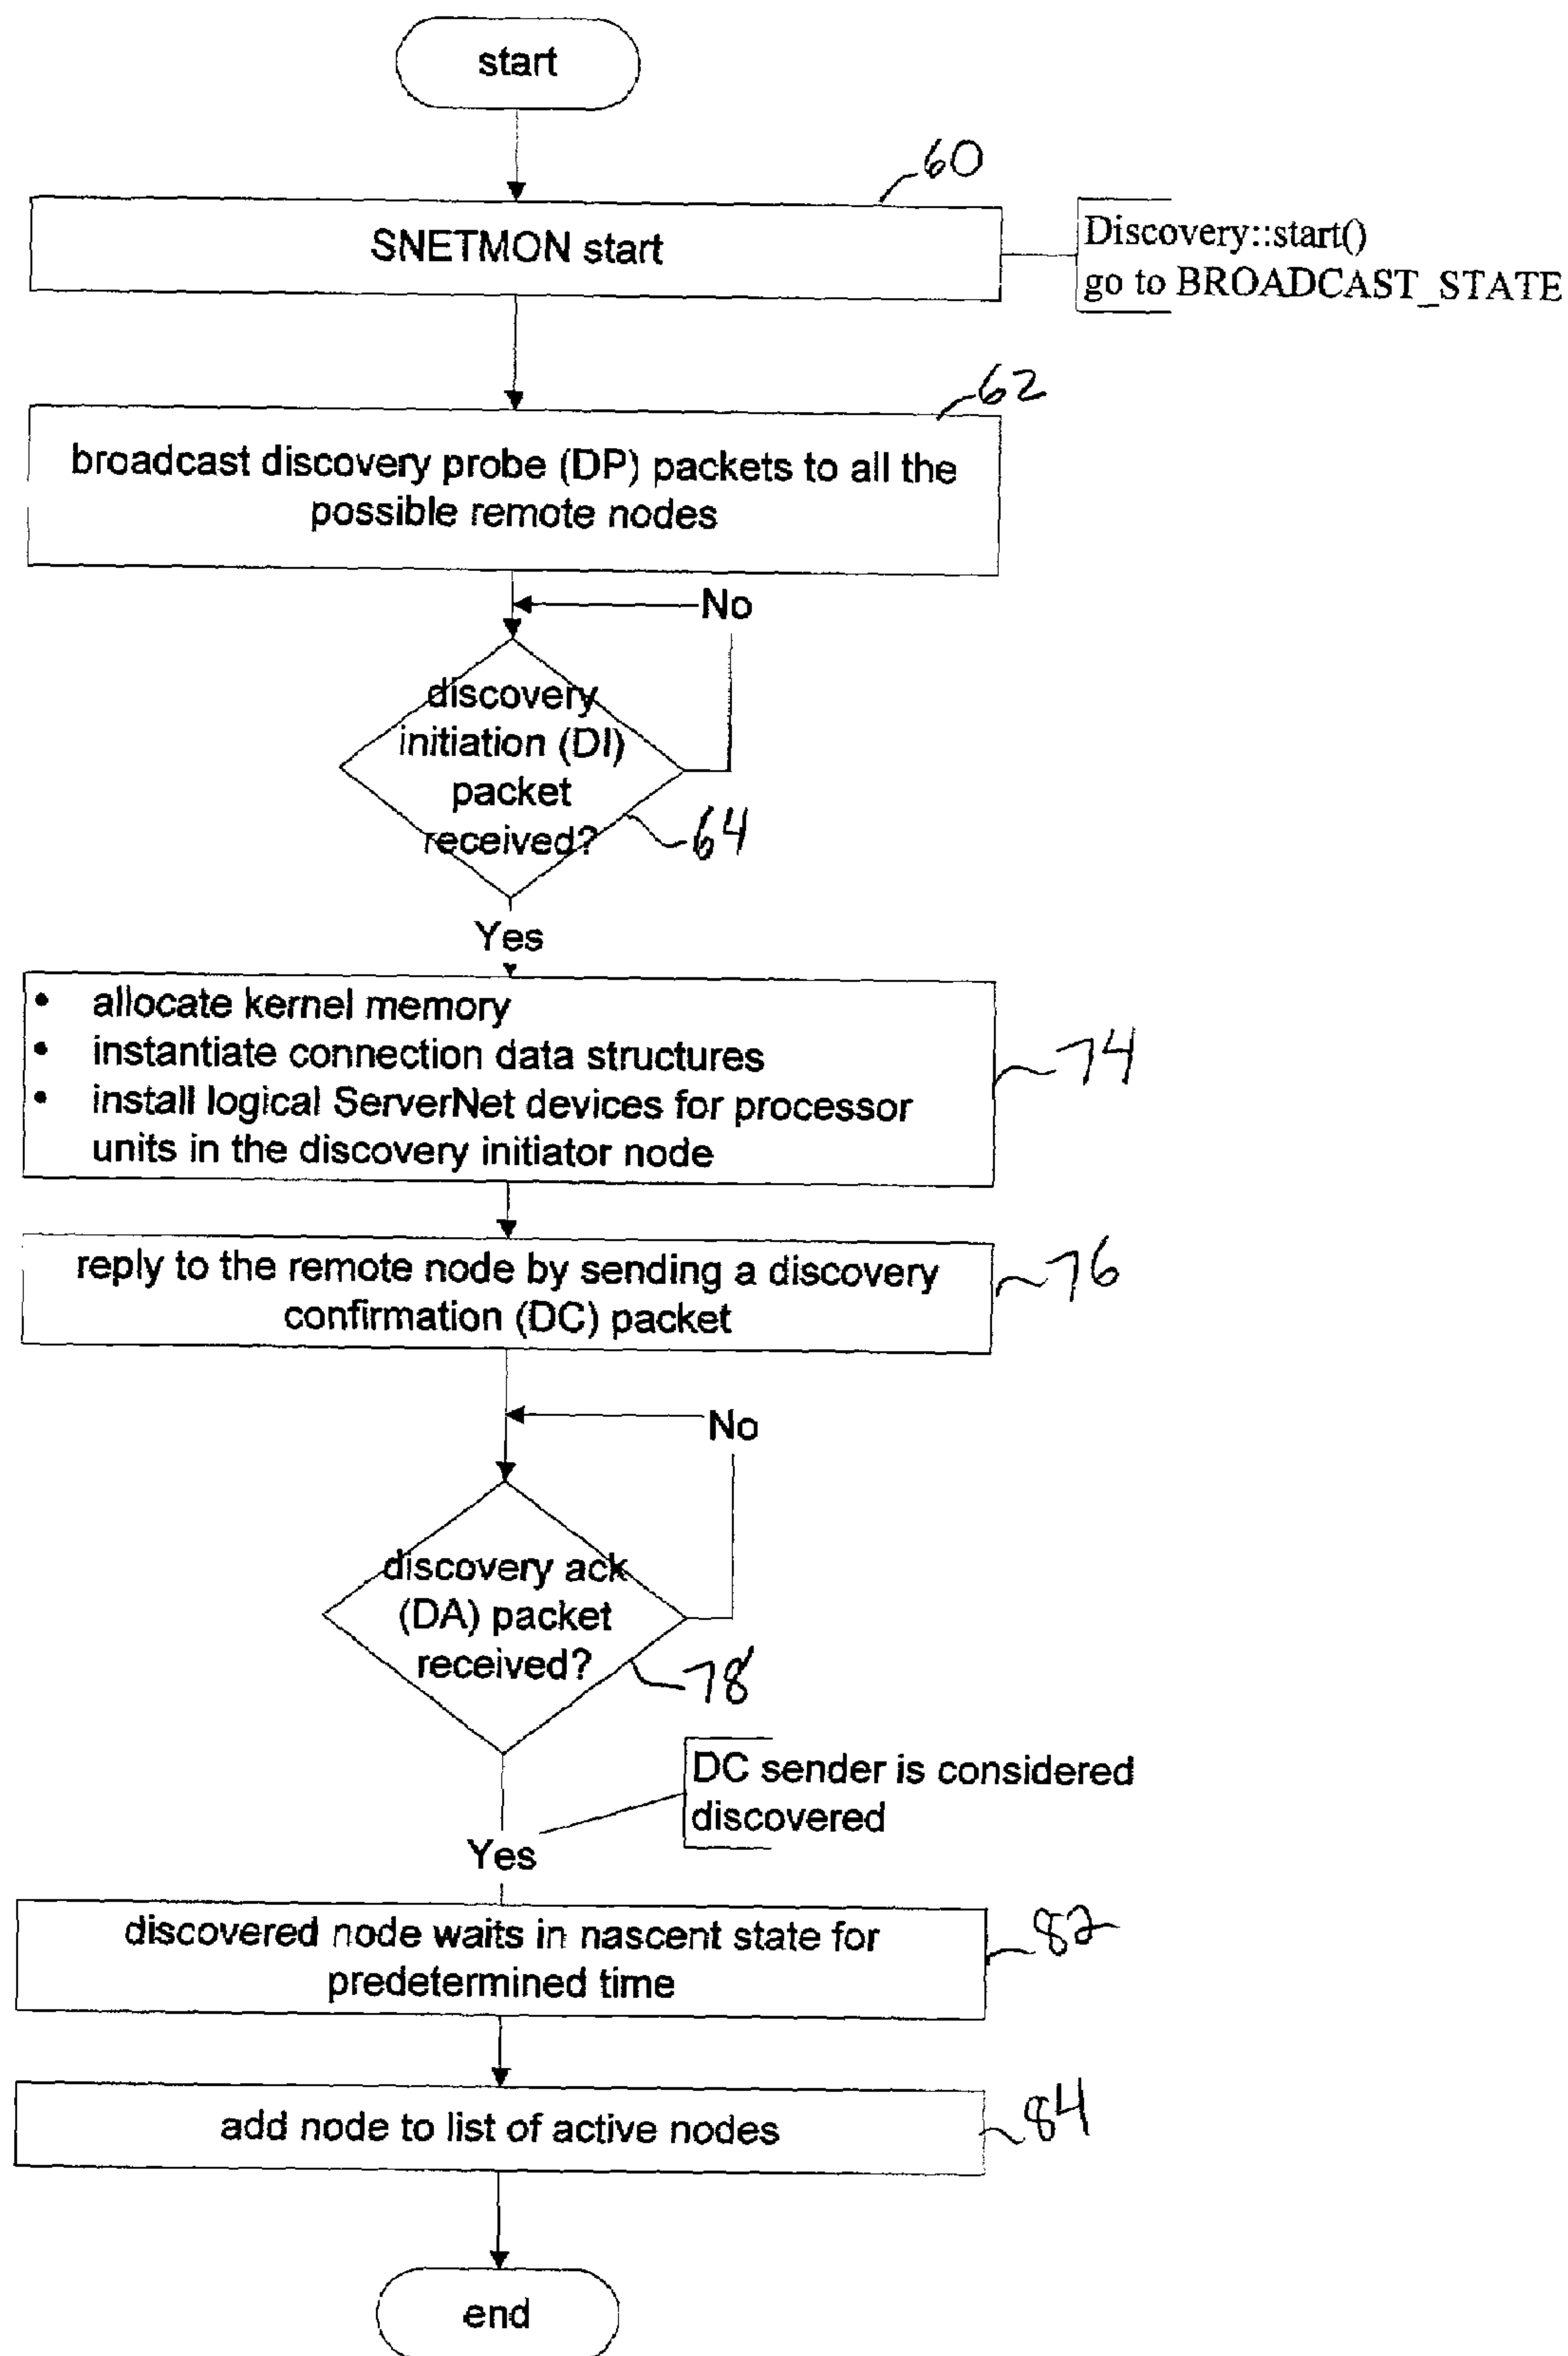 start
60
SNETMON start
Discovery::start()
go to BROADCAST_STATE
62
broadcast discovery probe (DP) packets to all the
possible remote nodes
No
discovery
initiation (DI)
packet
received?
64
Yes
• allocate kernel memory
• instantiate connection data structures
• install logical ServerNet devices for processor
units in the discovery initiator node
74
reply to the remote node by sending a discovery
confirmation (DC) packet
76
No
discovery ack
(DA) packet
received?
78
DC sender is considered
discovered
Yes
discovered node waits in nascent state for
predetermined time
82
add node to list of active nodes
84
end